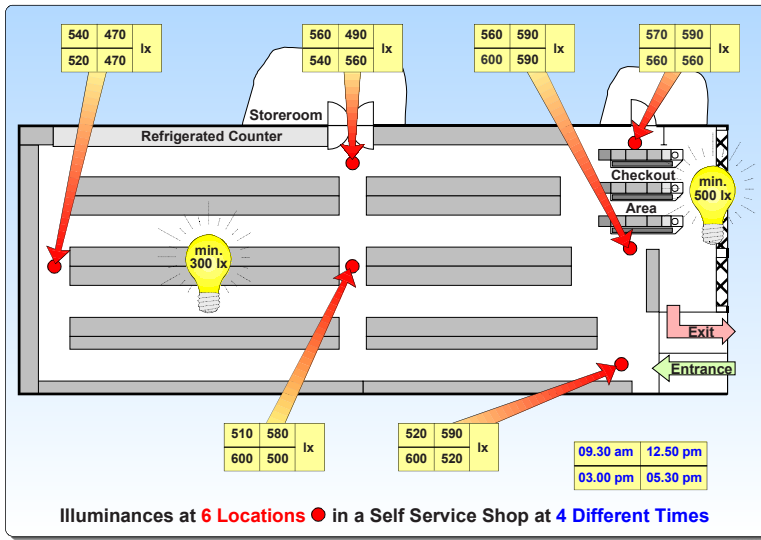 540 470
520 470
lx
560 490
540 560
lx
560 590
600 590
lx
570 590
560 560
lx
Storeroom
Refrigerated Counter
Checkout
Area
min.
500 lx
min.
300 lx
Exit
Entrance
510 580
600 500
lx
520 590
600 520
lx
09.30 am 12.50 pm
03.00 pm 05.30 pm
Illuminances at 6 Locations in a Self Service Shop at 4 Different Times